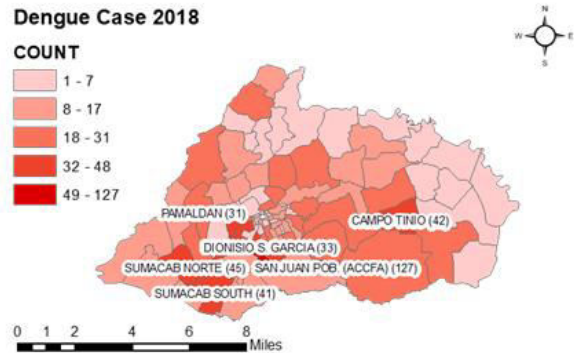 Dengue Case 2018
N
W E
S
COUNT
1 - 7
8 - 17
18 - 31
32 - 48
49 - 127
PAMALDAN (31)
CAMPO TINIO (42)
DIONISIO S. GARCIA (33)
SUMACAB NORTE (45) SAN JUAN POB. (ACCFA) (127)
SUMACAB SOUTH (41)
0 1 2 4 6 8
Miles